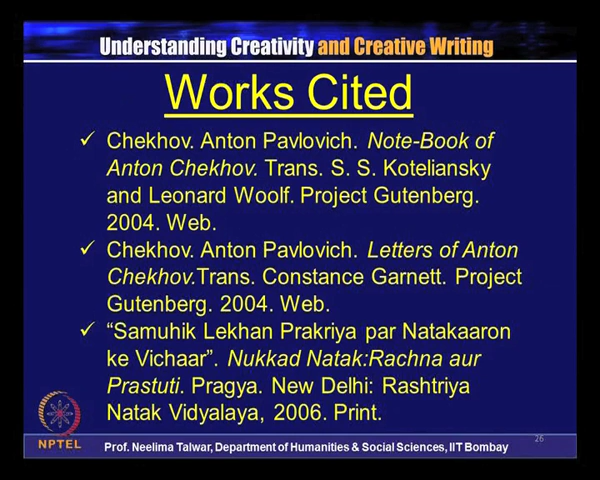 Understanding Creativity and Creative Writing
Works Cited
✓ Chekhov. Anton Pavlovich. Note-Book of
Anton Chekhov. Trans. S. S. Koteliansky
and Leonard Woolf. Project Gutenberg.
2004. Web.
✓ Chekhov. Anton Pavlovich. Letters of Anton
Chekhov.Trans. Constance Garnett. Project
Gutenberg. 2004. Web.
✓ “Samuhik Lekhan Prakriya par Natakaaron
ke Vichaar”. Nukkad Natak:Rachna aur
Prastuti. Pragya. New Delhi: Rashtriya
Natak Vidyalaya, 2006. Print.
26
NPTEL
Prof. Neelima Talwar, Department of Humanities & Social Sciences, IIT Bombay